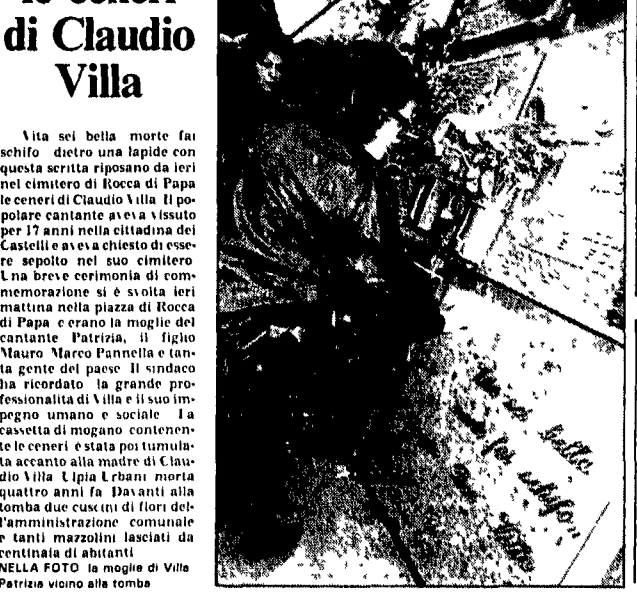 le ceneri
di Claudio
Villa
Vita sei bella morte fai
schifo dietro una lapide con
questa scritta riposano da ieri
nel cimitero di Rocca di Papa
le ceneri di Claudio Villa Il po-
polare cantante aveva vissuto
per 17 anni nella cittadina dei
Castelli e aveva chiesto di esse-
re sepolto nel suo cimitero
Una breve cerimonia di com-
memorazione si è svolta ieri
mattina nella piazza di Rocca
di Papa c erano la moglie del
cantante Patrizia, il figlio
Mauro Marco Pannella e tan-
ta gente del paese Il sindaco
ha ricordato la grande pro-
fessionalità di Villa e il suo im-
pegno umano e sociale La
cassetta di mogano contenen-
te le ceneri è stata poi tumula-
ta accanto alla madre di Clau-
dio Villa Ulpia Urbani morta
quattro anni fa Davanti alla
tomba due cuscini di fiori del-
l'amministrazione comunale
e tanti mazzolini lasciati da
centinaia di abitanti
NELLA FOTO la moglie di Villa
Patrizia vicino alla tomba
sei bella
fai schifo